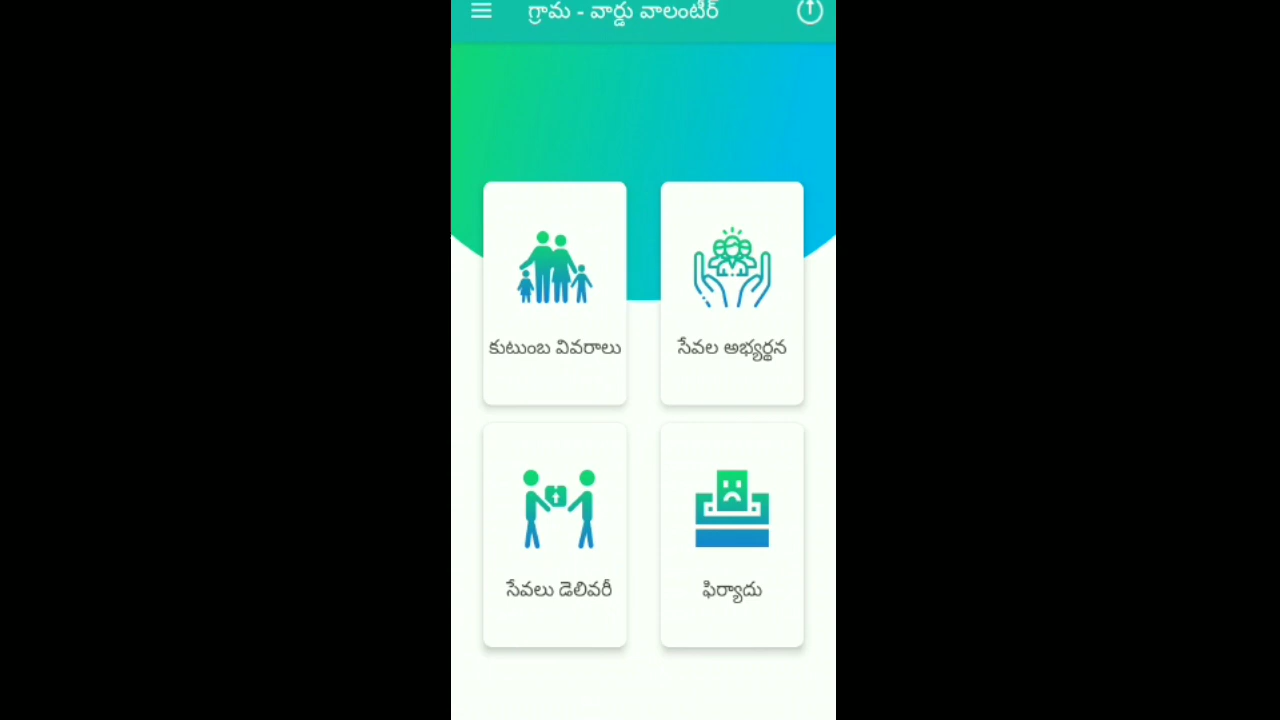 గ్రామ - వార్డు వాలంటీర్
కుటుంబ వివరాలు
సేవల అభ్యర్థన
సేవలు డెలివరీ
ఫిర్యాదు